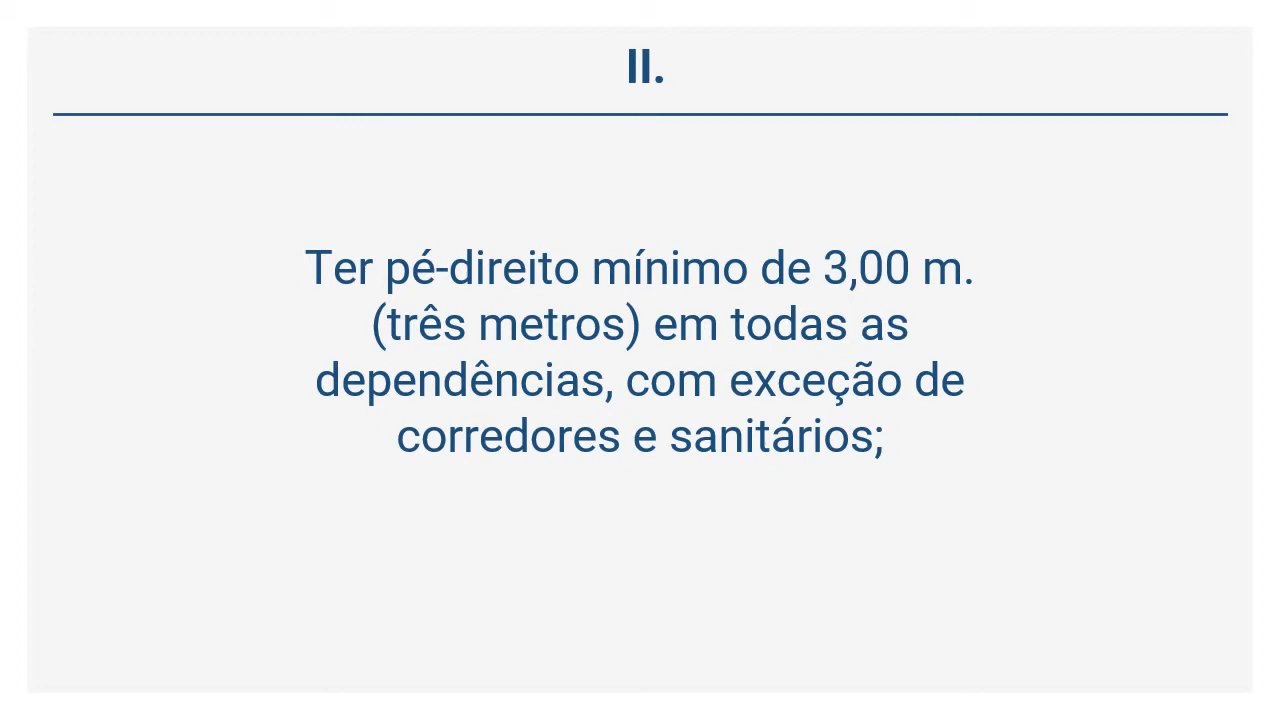 II.
Ter pé-direito mínimo de 3,00 m.
(três metros) em todas as
dependências, com exceção de
corredores e sanitários;